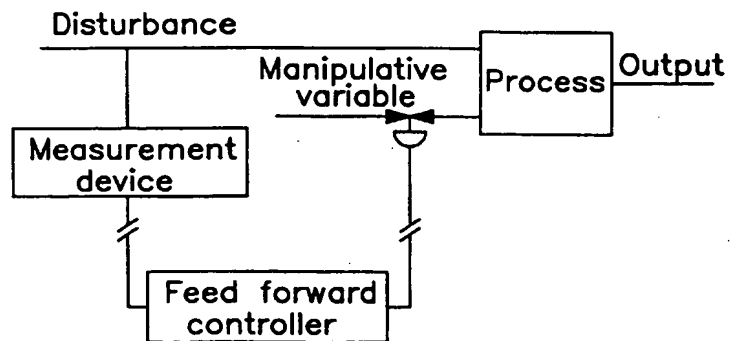 Disturbance
Manipulative
variable
Process
Output
Measurement
device
Feed forward
controller